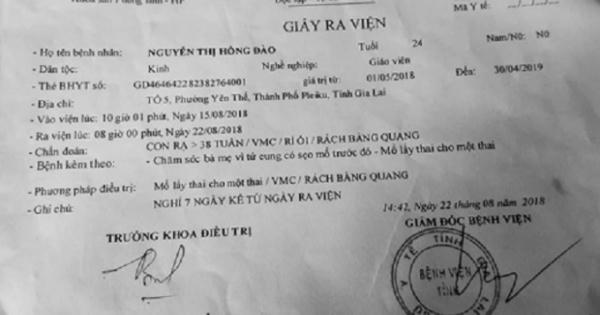 Mã Y tế: .../.../...
GIẤY RA VIỆN
- Họ tên bệnh nhân: NGUYỄN THỊ HỒNG ĐÀO Tuổi 24 Nam/Nữ: Nữ
- Dân tộc: Kinh Nghề nghiệp: Giáo viên
- Thẻ BHYT số: GD464642282382764001 giá trị từ: 01/05/2018 Đến: 30/04/2019
- Địa chỉ: TỔ 5, Phường Yên Thế, Thành Phố Pleiku, Tỉnh Gia Lai
- Vào viện lúc: 10 giờ 01 phút, Ngày 15/08/2018
- Ra viện lúc: 08 giờ 00 phút, Ngày 22/08/2018
- Chẩn đoán: CON RẠ > 38 TUẦN / VMC / RỈ ỐI / RÁCH BÀNG QUANG
- Bệnh kèm theo: - Chăm sóc bà mẹ vì tử cung có sẹo mổ trước đó - Mổ lấy thai cho một thai
- Phương pháp điều trị: Mổ lấy thai cho một thai / VMC / RÁCH BÀNG QUANG
- Ghi chú: NGHỈ 7 NGÀY KỂ TỪ NGÀY RA VIỆN
14:42, Ngày 22 tháng 08 năm 2018
TRƯỞNG KHOA ĐIỀU TRỊ GIÁM ĐỐC BỆNH VIỆN
Y TẾ TỈNH GIA LAI
BỆNH VIỆN
TỈNH